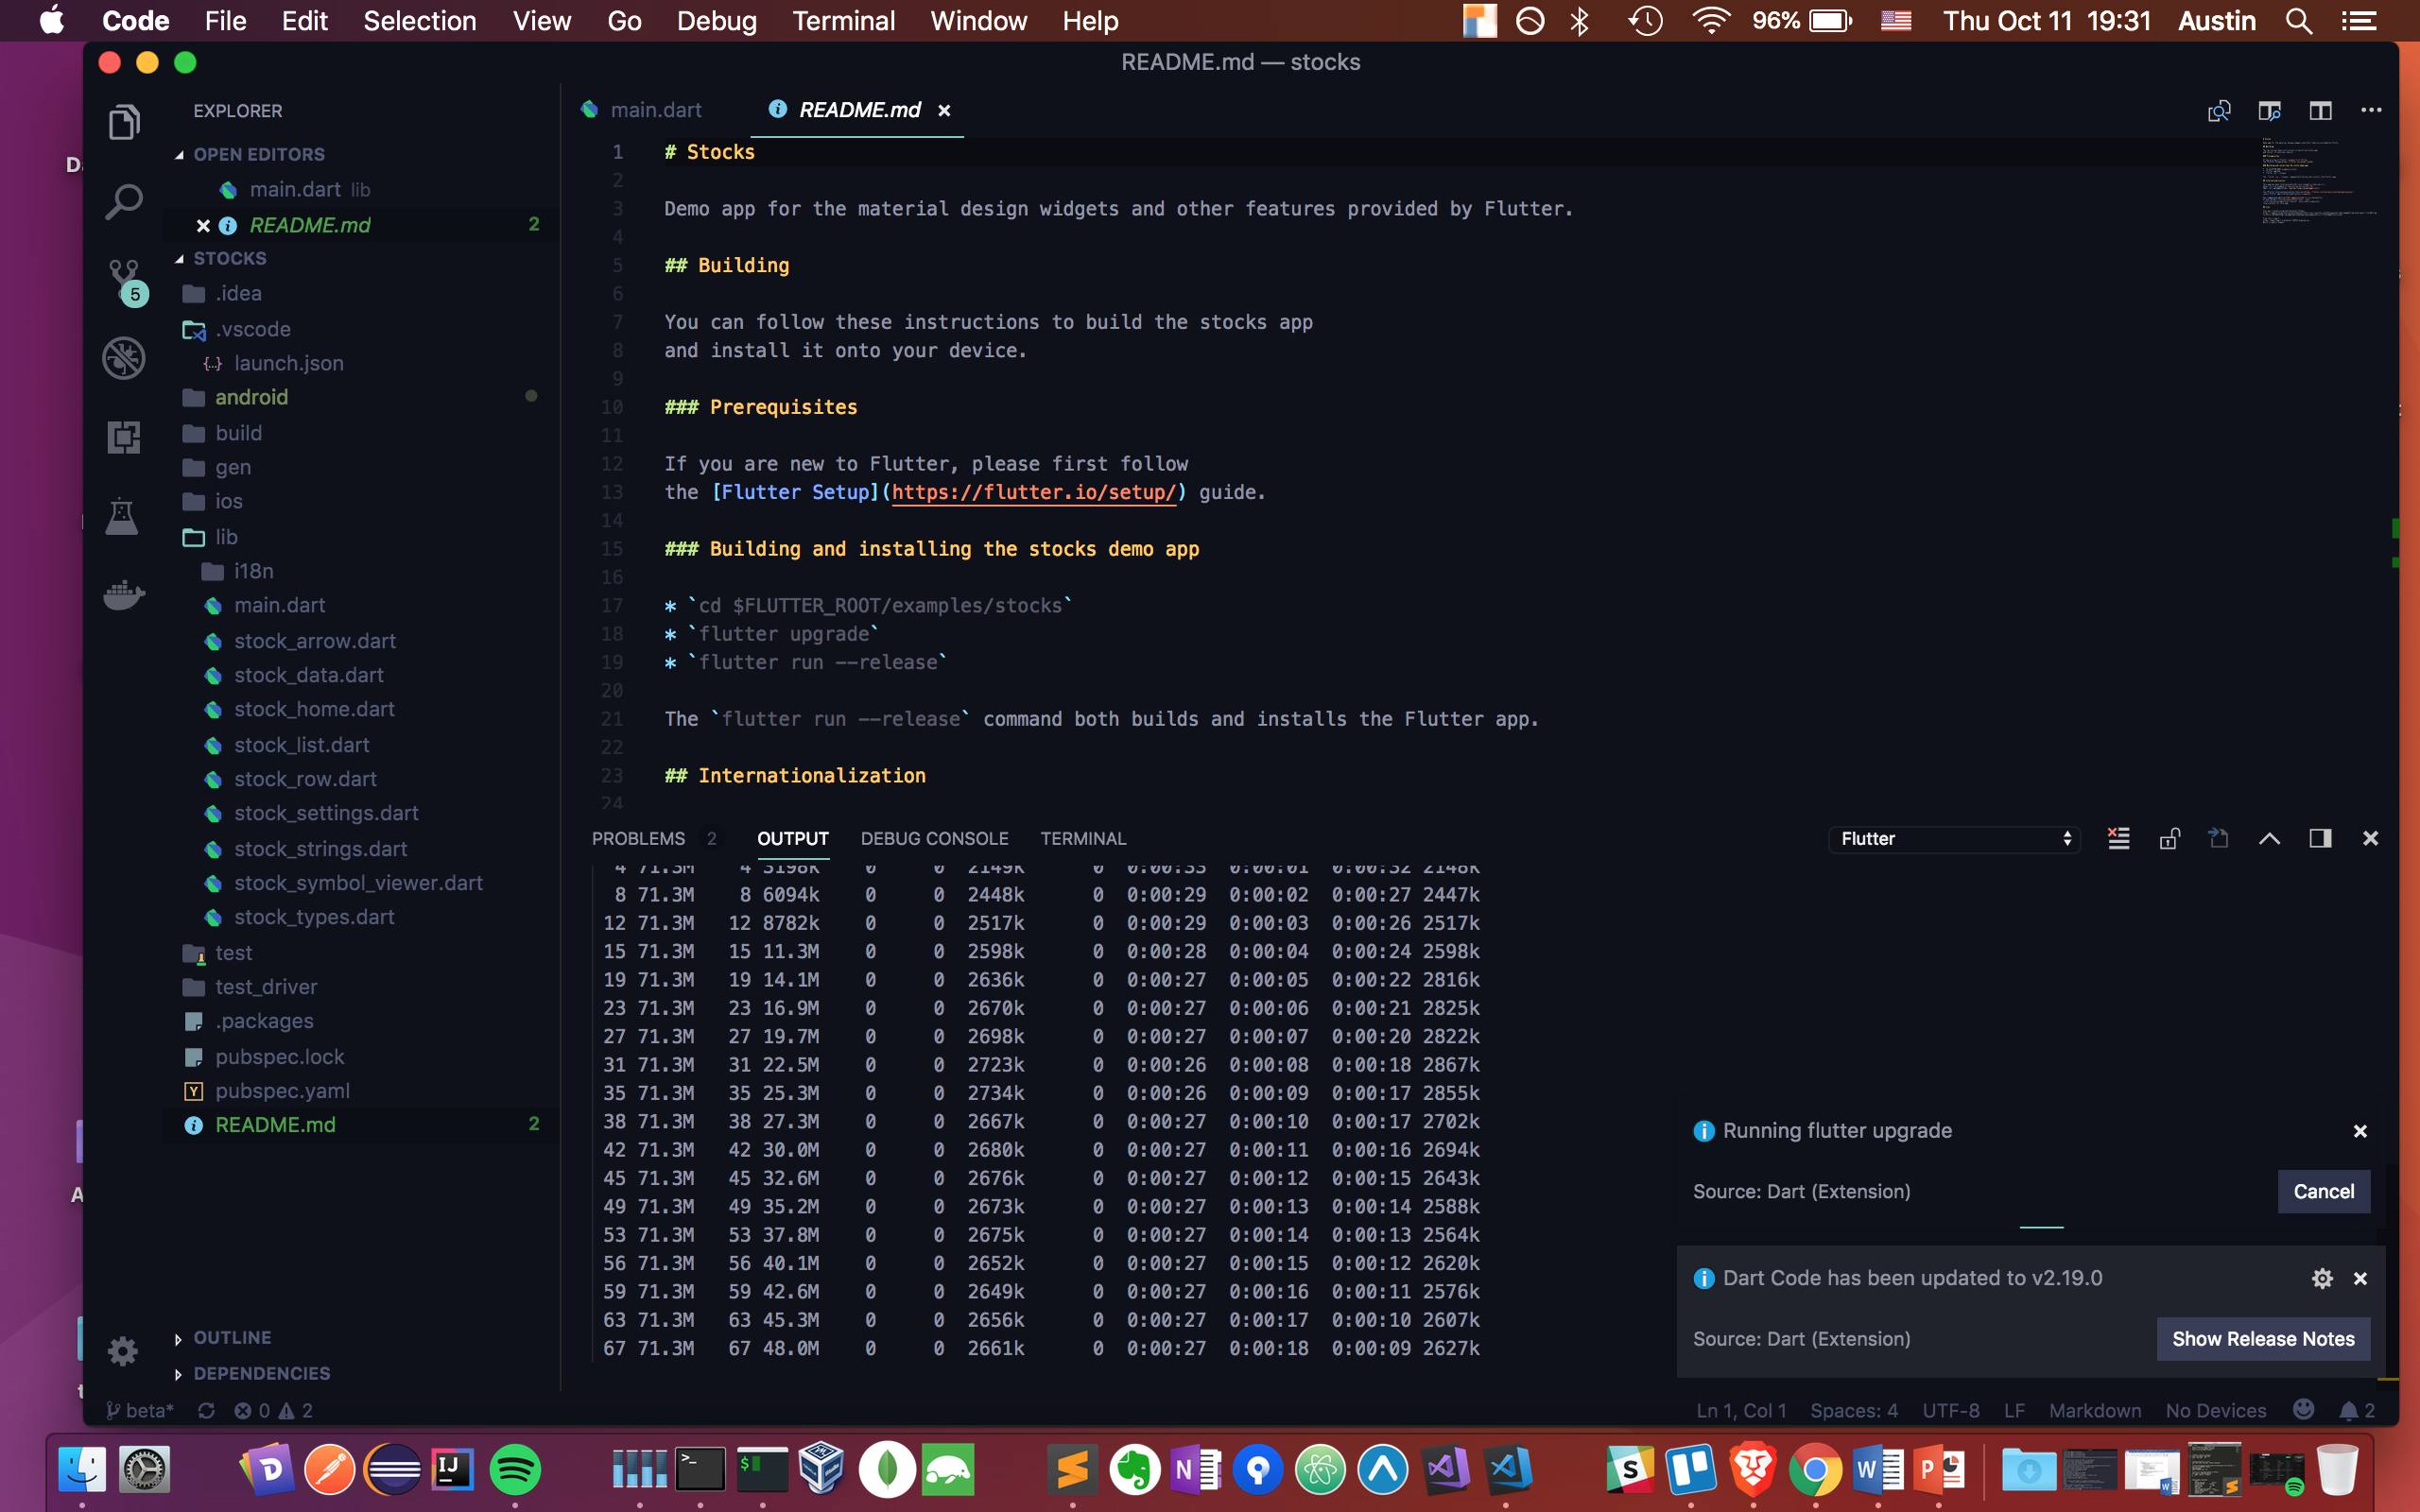 Code File Edit Selection View Go Debug Terminal Window Help 96% Thu Oct 11 19:31 Austin
README.md — stocks
EXPLORER
OPEN EDITORS
main.dart lib
README.md 2
STOCKS
.idea
.vscode
{..} launch.json
android
build
gen
ios
lib
i18n
main.dart
stock_arrow.dart
stock_data.dart
stock_home.dart
stock_list.dart
stock_row.dart
stock_settings.dart
stock_strings.dart
stock_symbol_viewer.dart
stock_types.dart
test
test_driver
.packages
pubspec.lock
Y pubspec.yaml
README.md 2
OUTLINE
DEPENDENCIES
5
main.dart README.md
1 # Stocks
2
3 Demo app for the material design widgets and other features provided by Flutter.
4
5 ## Building
6
7 You can follow these instructions to build the stocks app
8 and install it onto your device.
9
10 ### Prerequisites
11
12 If you are new to Flutter, please first follow
13 the [Flutter Setup](https://flutter.io/setup/) guide.
14
15 ### Building and installing the stocks demo app
16
17 * `cd $FLUTTER_ROOT/examples/stocks`
18 * `flutter upgrade`
19 * `flutter run --release`
20
21 The `flutter run --release` command both builds and installs the Flutter app.
22
23 ## Internationalization
24
PROBLEMS 2 OUTPUT DEBUG CONSOLE TERMINAL Flutter
4 71.3M 4 3198k 0 0 2149k 0 0:00:33 0:00:01 0:00:32 2148k
8 71.3M 8 6094k 0 0 2448k 0 0:00:29 0:00:02 0:00:27 2447k
12 71.3M 12 8782k 0 0 2517k 0 0:00:29 0:00:03 0:00:26 2517k
15 71.3M 15 11.3M 0 0 2598k 0 0:00:28 0:00:04 0:00:24 2598k
19 71.3M 19 14.1M 0 0 2636k 0 0:00:27 0:00:05 0:00:22 2816k
23 71.3M 23 16.9M 0 0 2670k 0 0:00:27 0:00:06 0:00:21 2825k
27 71.3M 27 19.7M 0 0 2698k 0 0:00:27 0:00:07 0:00:20 2822k
31 71.3M 31 22.5M 0 0 2723k 0 0:00:26 0:00:08 0:00:18 2867k
35 71.3M 35 25.3M 0 0 2734k 0 0:00:26 0:00:09 0:00:17 2855k
38 71.3M 38 27.3M 0 0 2667k 0 0:00:27 0:00:10 0:00:17 2702k
42 71.3M 42 30.0M 0 0 2680k 0 0:00:27 0:00:11 0:00:16 2694k
45 71.3M 45 32.6M 0 0 2676k 0 0:00:27 0:00:12 0:00:15 2643k
49 71.3M 49 35.2M 0 0 2673k 0 0:00:27 0:00:13 0:00:14 2588k
53 71.3M 53 37.8M 0 0 2675k 0 0:00:27 0:00:14 0:00:13 2564k
56 71.3M 56 40.1M 0 0 2652k 0 0:00:27 0:00:15 0:00:12 2620k
59 71.3M 59 42.6M 0 0 2649k 0 0:00:27 0:00:16 0:00:11 2576k
63 71.3M 63 45.3M 0 0 2656k 0 0:00:27 0:00:17 0:00:10 2607k
67 71.3M 67 48.0M 0 0 2661k 0 0:00:27 0:00:18 0:00:09 2627k
Running flutter upgrade
Source: Dart (Extension) Cancel
Dart Code has been updated to v2.19.0
Source: Dart (Extension) Show Release Notes
beta* 0 2 Ln 1, Col 1 Spaces: 4 UTF-8 LF Markdown No Devices 2